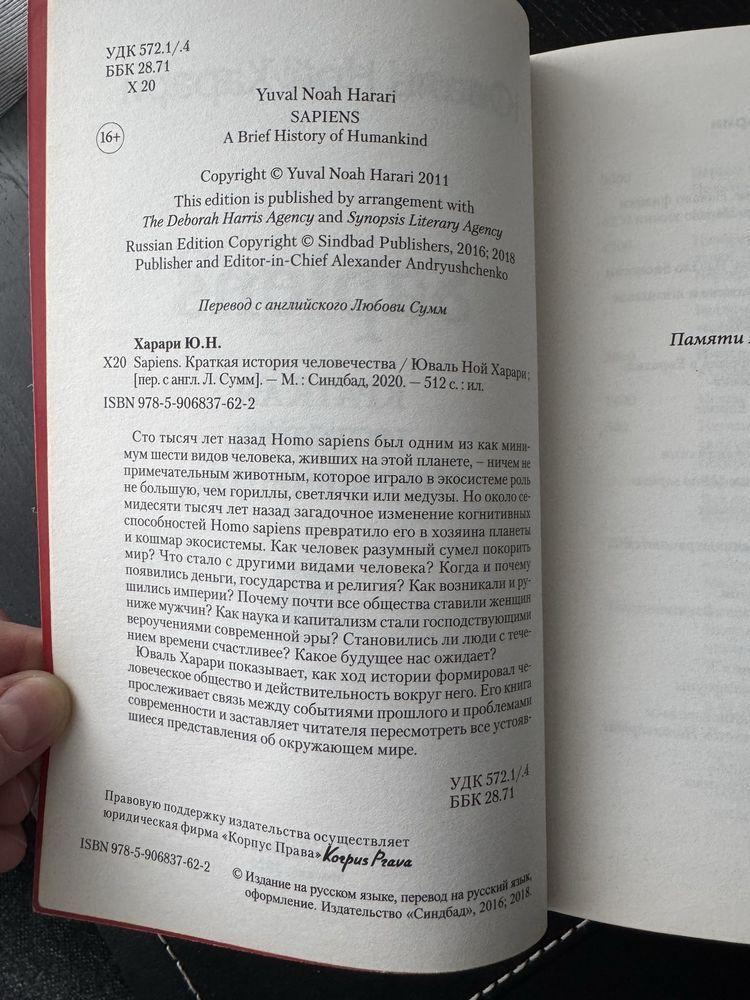 УДК 572.1/.4
ББК 28.71
Х 20
16+
Yuval Noah Harari
SAPIENS
A Brief History of Humankind
Copyright © Yuval Noah Harari 2011
This edition is published by arrangement with
The Deborah Harris Agency and Synopsis Literary Agency
Russian Edition Copyright © Sindbad Publishers, 2016; 2018
Publisher and Editor-in-Chief Alexander Andryushchenko
Перевод с английского Любови Сумм
Харари Ю.Н.
Х20 Sapiens. Краткая история человечества / Юваль Ной Харари ;
[пер. с англ. Л. Сумм]. — М. : Синдбад, 2020. — 512 с. : ил.
ISBN 978-5-906837-62-2
Сто тысяч лет назад Homo sapiens был одним из как мини-
мум шести видов человека, живших на этой планете, – ничем не
примечательным животным, которое играло в экосистеме роль
не большую, чем гориллы, светлячки или медузы. Но около се-
мидесяти тысяч лет назад загадочное изменение когнитивных
способностей Homo sapiens превратило его в хозяина планеты
и кошмар экосистемы. Как человек разумный сумел покорить
мир? Что стало с другими видами человека? Когда и почему
появились деньги, государства и религия? Как возникали и ру-
шились империи? Почему почти все общества ставили женщин
ниже мужчин? Как наука и капитализм стали господствующими
вероучениями современной эры? Становились ли люди с тече-
нием времени счастливее? Какое будущее нас ожидает?
Юваль Харари показывает, как ход истории формировал че-
ловеческое общество и действительность вокруг него. Его книга
прослеживает связь между событиями прошлого и проблемами
современности и заставляет читателя пересмотреть все устояв-
шиеся представления об окружающем мире.
УДК 572.1/.4
ББК 28.71
Правовую поддержку издательства осуществляет
юридическая фирма «Корпус Права» Korpus Prava
ISBN 978-5-906837-62-2
© Издание на русском языке, перевод на русский язык,
оформление. Издательство «Синдбад», 2016; 2018.
Памяти